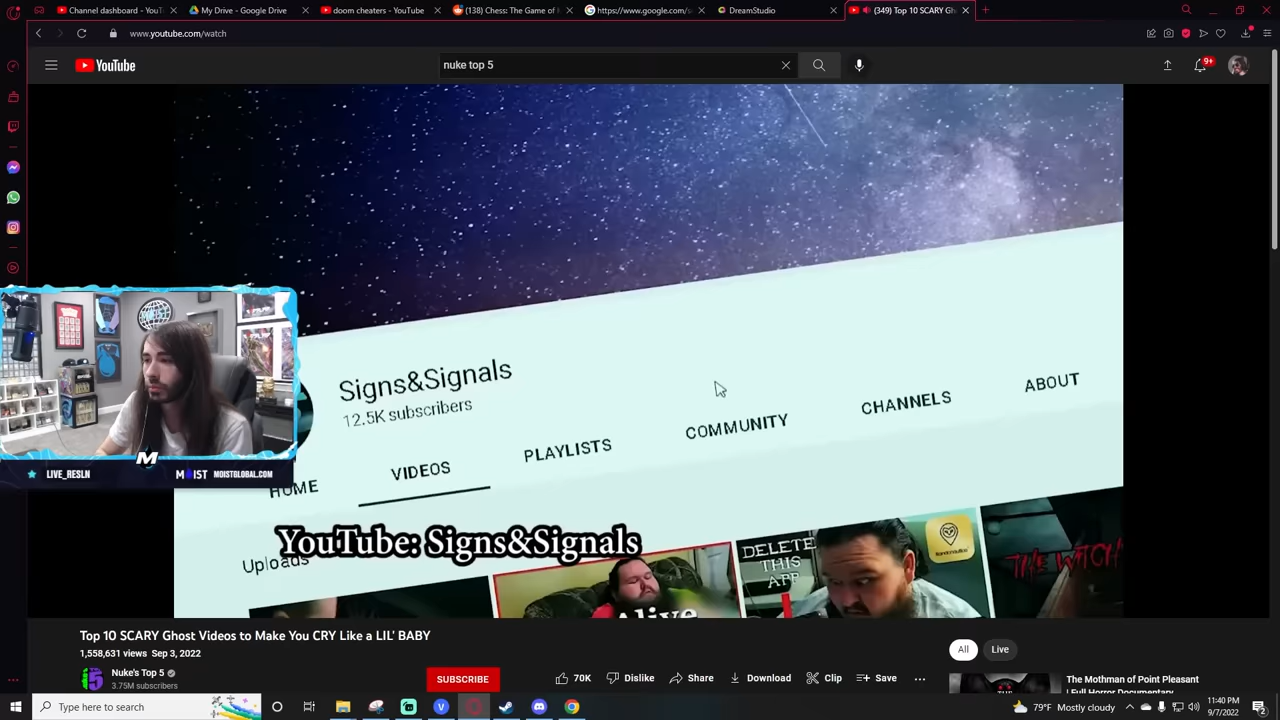 Channel dashboard - YouT
My Drive - Google Drive
doom cheaters - YouTube
(138) Chess: The Game of
https://www.google.com/s
DreamStudio
(349) Top 10 SCARY Gh
www.youtube.com/watch
YouTube
nuke top 5
9+
Signs&Signals
12.5K subscribers
HOME
VIDEOS
PLAYLISTS
COMMUNITY
CHANNELS
ABOUT
Uploads
YouTube: Signs&Signals
DELETE
THIS
APP
Alive
THE WITCH
LIVE_RESLN
M
MOIST
MOISTGLOBAL.COM
Top 10 SCARY Ghost Videos to Make You CRY Like a LIL' BABY
1,558,631 views Sep 3, 2022
Nuke's Top 5
3.75M subscribers
SUBSCRIBE
70K
Dislike
Share
Download
Clip
Save
All
Live
The Mothman of Point Pleasant
| Full Horror Documentary
Type here to search
79°F Mostly cloudy
11:40 PM
9/7/2022
2